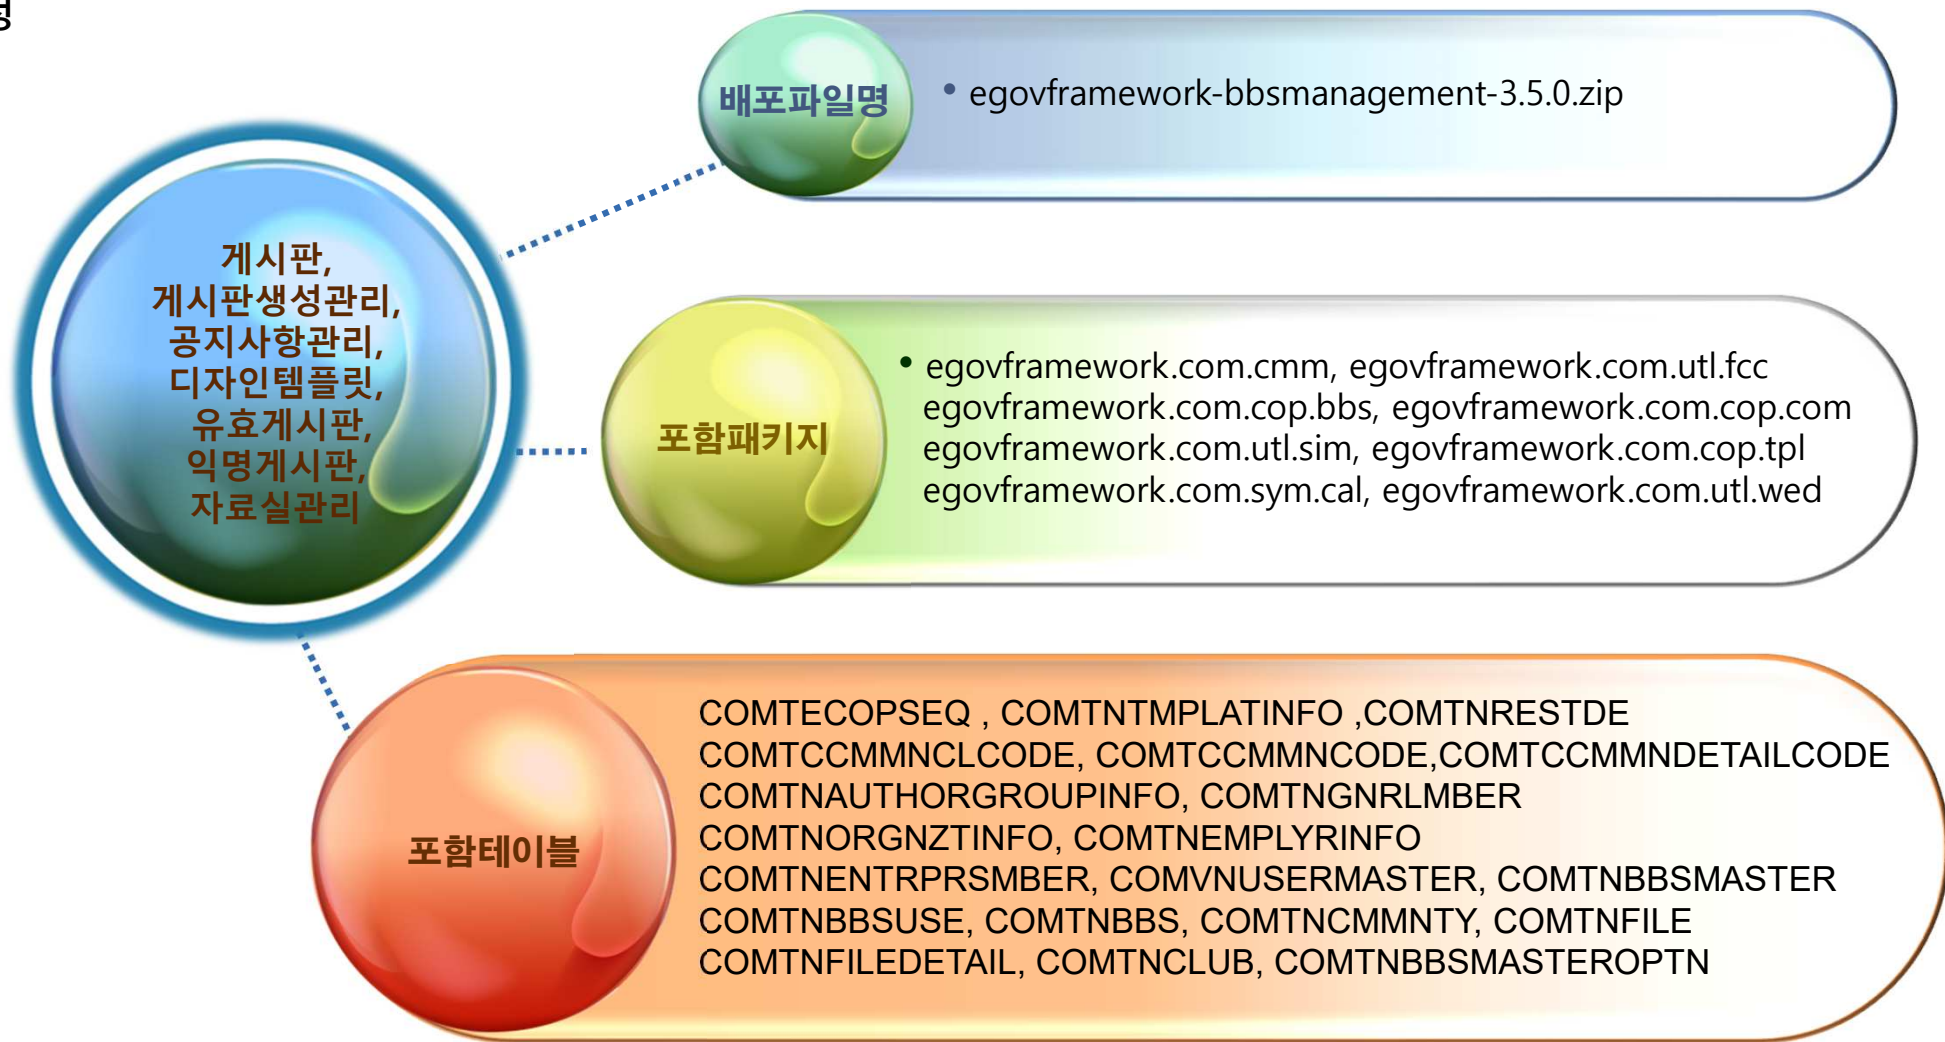 배포파일명
• egovframework-bbsmanagement-3.5.0.zip
게시판,
게시판생성관리,
공지사항관리,
디자인템플릿,
유효게시판,
익명게시판,
자료실관리
포함패키지
• egovframework.com.cmm, egovframework.com.utl.fcc
egovframework.com.cop.bbs, egovframework.com.cop.com
egovframework.com.utl.sim, egovframework.com.cop.tpl
egovframework.com.sym.cal, egovframework.com.utl.wed
포함테이블
COMTECOPSEQ , COMTNTMPLATINFO ,COMTNRESTDE
COMTCCMMNCLCODE, COMTCCMMNCODE,COMTCCMMNDETAILCODE
COMTNAUTHORGROUPINFO, COMTNGNRLMBER
COMTNORGNZTINFO, COMTNEMPLYRINFO
COMTNENTRPRSMBER, COMVNUSERMASTER, COMTNBBSMASTER
COMTNBBSUSE, COMTNBBS, COMTNCMMNTY, COMTNFILE
COMTNFILEDETAIL, COMTNCLUB, COMTNBBSMASTEROPTN